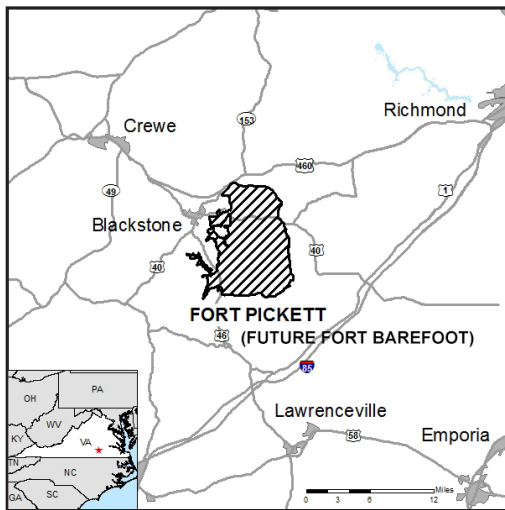 Richmond
Crewe
153
460
49
1
Blackstone
40
40
FORT PICKETT
(FUTURE FORT BAREFOOT)
46
85
Lawrenceville
58
Emporia
Miles
0 3 6 12
PA
OH
WV
KY
VA
TN
NC
SC
GA